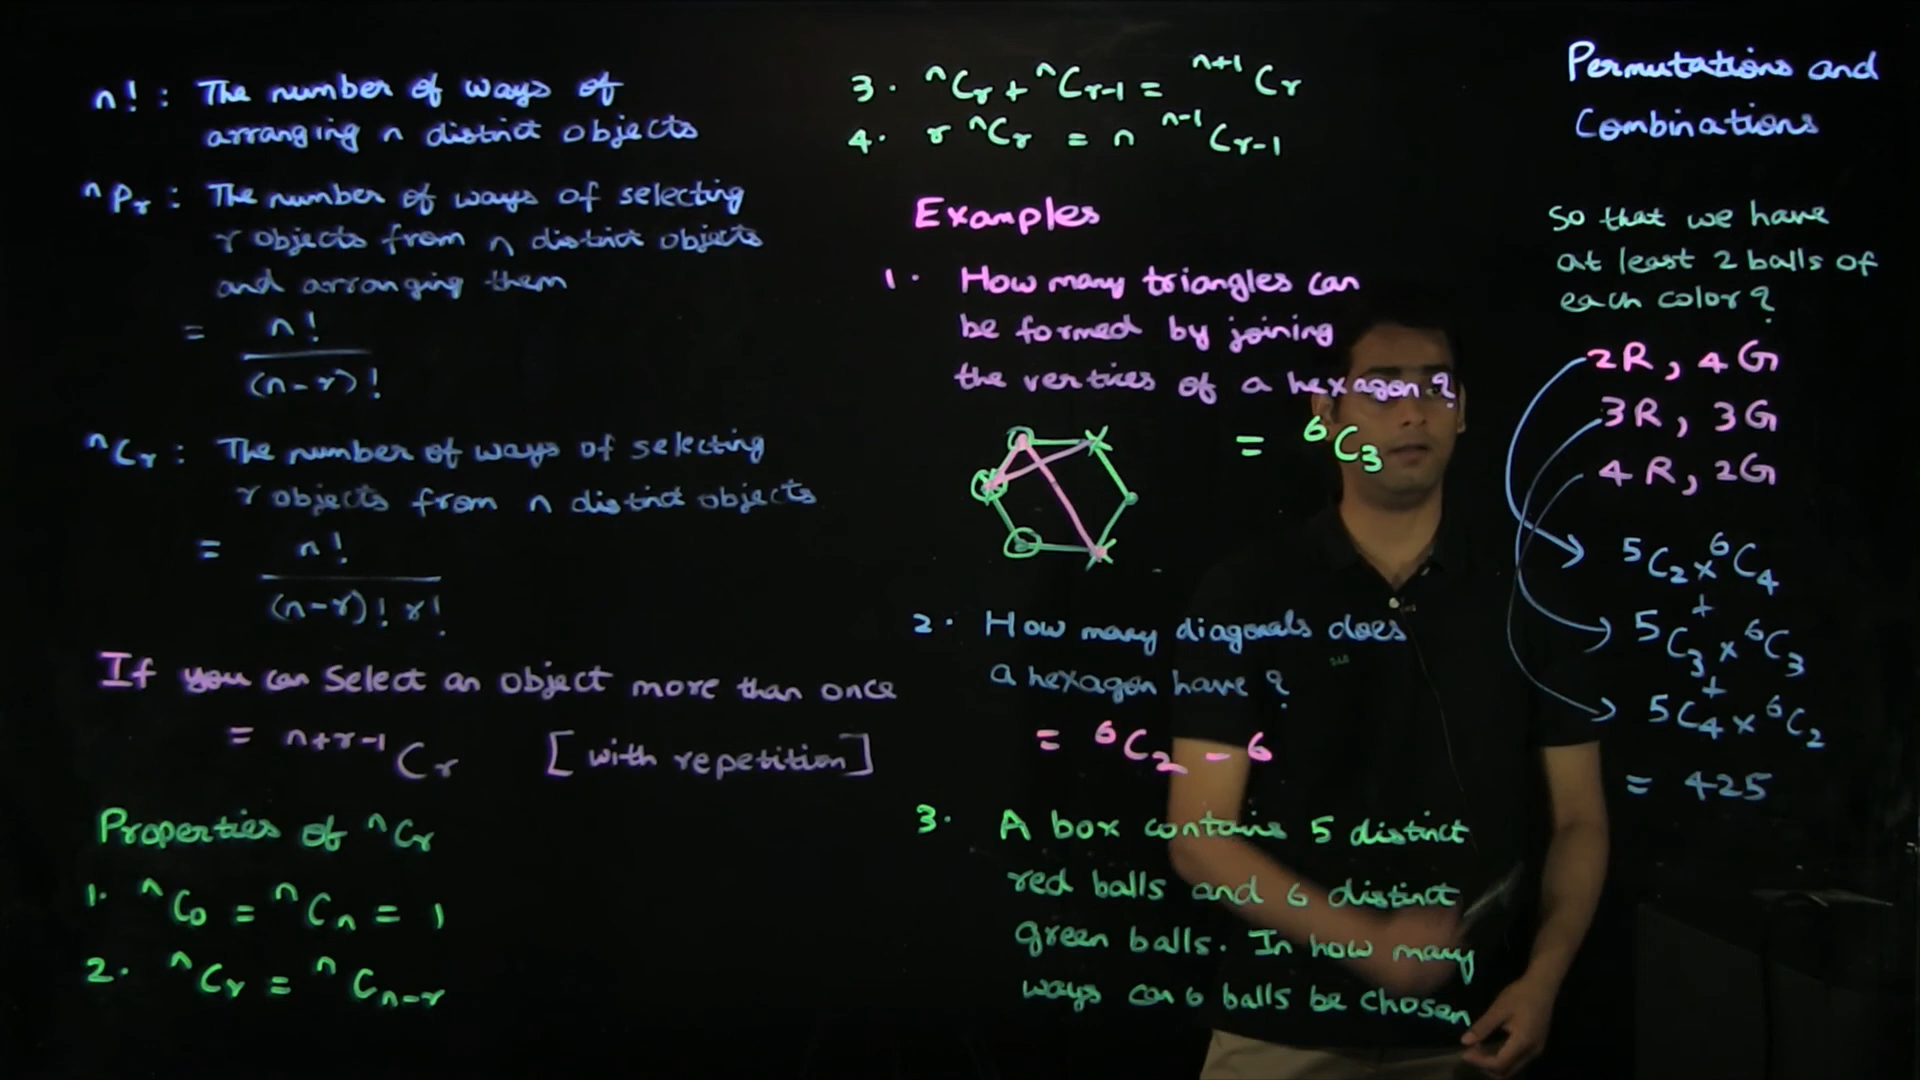 n! : The number of ways of
arranging n distinct objects
ⁿPᵣ : The number of ways of selecting
r objects from n distinct objects
and arranging them
= n!
(n-r)!
ⁿCᵣ : The number of ways of selecting
r objects from n distinct objects
= n!
(n-r)! r!
If you can select an object more than once
= ⁿ⁺ʳ⁻¹Cᵣ [with repetition]
Properties of ⁿCᵣ
1. ⁿC₀ = ⁿCₙ = 1
2. ⁿCᵣ = ⁿCₙ₋ᵣ
3. ⁿCᵣ + ⁿCᵣ₋₁ = ⁿ⁺¹Cᵣ
4. r ⁿCᵣ = n ⁿ⁻¹Cᵣ₋₁
Examples
1. How many triangles can
be formed by joining
the vertices of a hexagon?
= ⁶C₃
2. How many diagonals does
a hexagon have?
= ⁶C₂ - 6
3. A box contains 5 distinct
red balls and 6 distinct
green balls. In how many
ways can 6 balls be chosen
Permutations and
Combinations
So that we have
at least 2 balls of
each color?
2R, 4G
3R, 3G
4R, 2G
⁵C₂ × ⁶C₄
+
⁵C₃ × ⁶C₃
+
5C₄ × ⁶C₂
= 425